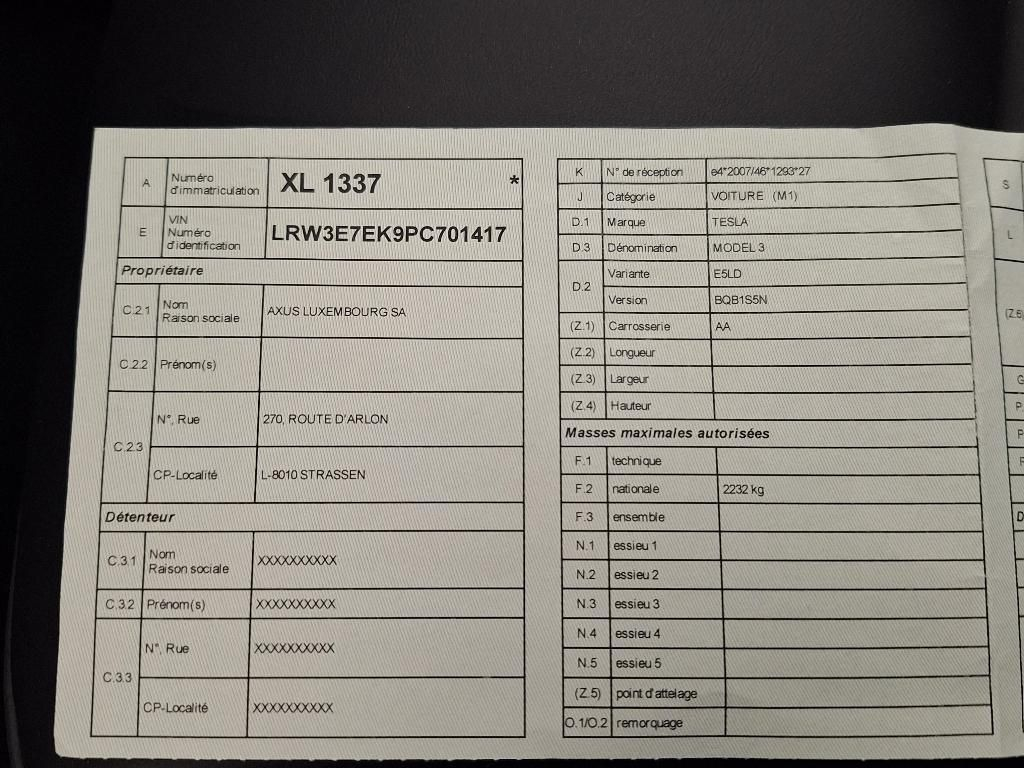 A Numéro d'immatriculation XL 1337 *
E VIN Numéro d'identification LRW3E7EK9PC701417
Propriétaire
C.2.1 Nom Raison sociale AXUS LUXEMBOURG SA
C.2.2 Prénom(s)
C.2.3 N°, Rue 270, ROUTE D'ARLON
CP-Localité L-8010 STRASSEN
Détenteur
C.3.1 Nom Raison sociale XXXXXXXXXX
C.3.2 Prénom(s) XXXXXXXXXX
C.3.3 N°, Rue XXXXXXXXXX
CP-Localité XXXXXXXXXX
K N° de réception e4*2007/46*1293*27
J Catégorie VOITURE (M1)
D.1 Marque TESLA
D.3 Dénomination MODEL 3
D.2 Variante E5LD
Version BQB1S5N
(Z.1) Carrosserie AA
(Z.2) Longueur
(Z.3) Largeur
(Z.4) Hauteur
Masses maximales autorisées
F.1 technique
F.2 nationale 2232 kg
F.3 ensemble
N.1 essieu 1
N.2 essieu 2
N.3 essieu 3
N.4 essieu 4
N.5 essieu 5
(Z.5) point d'attelage
O.1/O.2 remorquage
S
L
(Z.6)